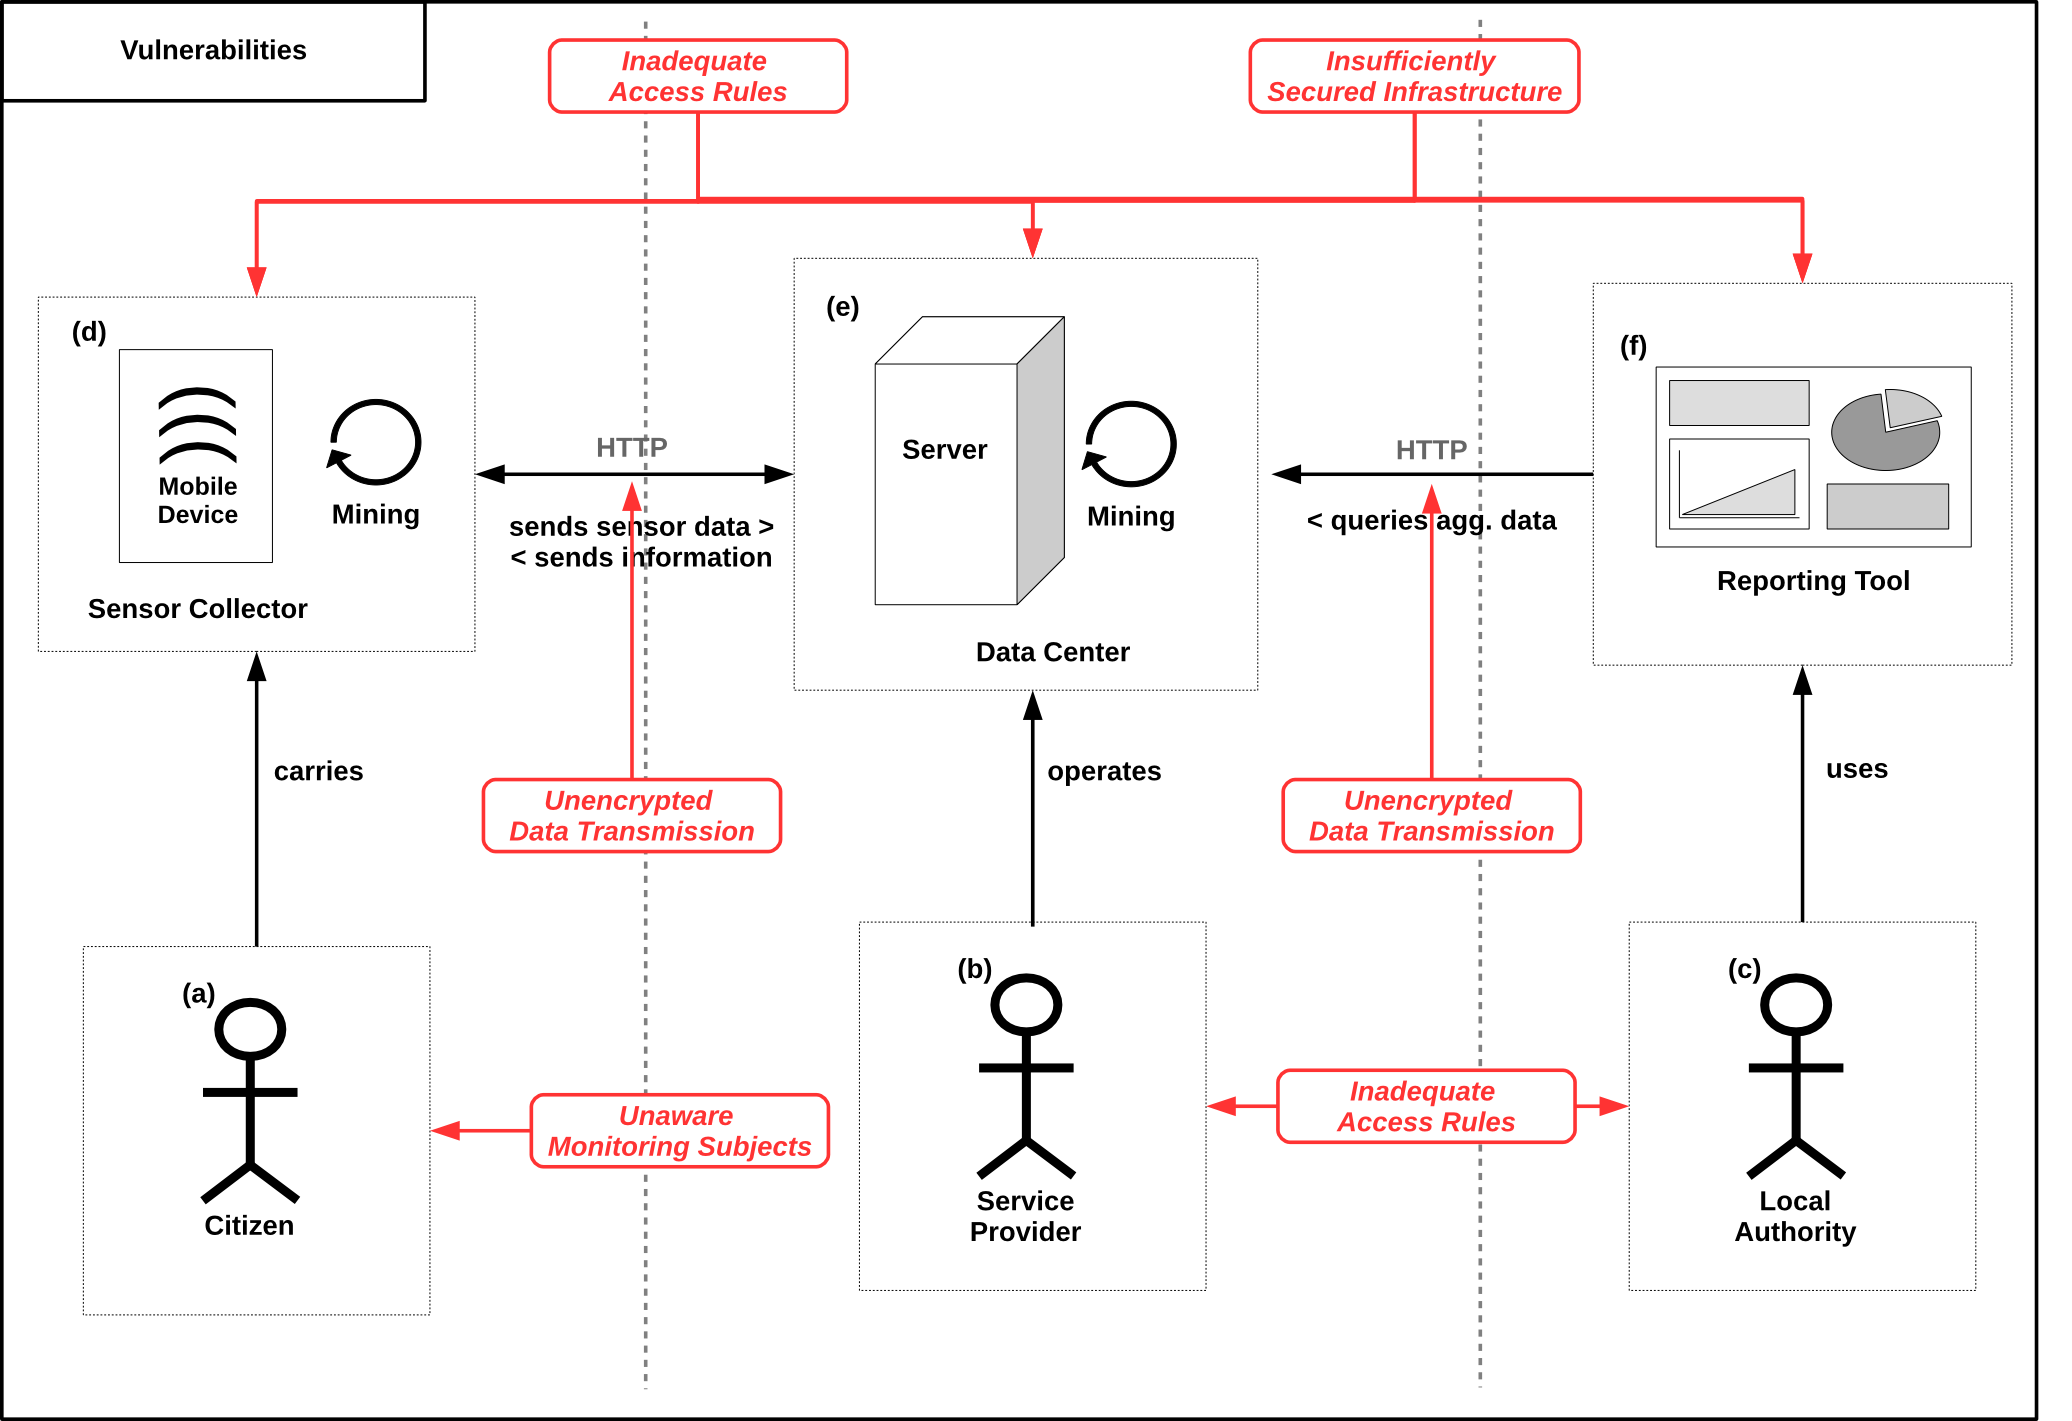 Vulnerabilities
Inadequate
Access Rules
Insufficiently
Secured Infrastructure
(d)
Mobile
Device
Mining
Sensor Collector
HTTP
sends sensor data >
< sends information
(e)
Server
Mining
Data Center
HTTP
< queries agg. data
(f)
Reporting Tool
carries
Unencrypted
Data Transmission
operates
Unencrypted
Data Transmission
uses
(a)
Citizen
Unaware
Monitoring Subjects
(b)
Service
Provider
Inadequate
Access Rules
(c)
Local
Authority